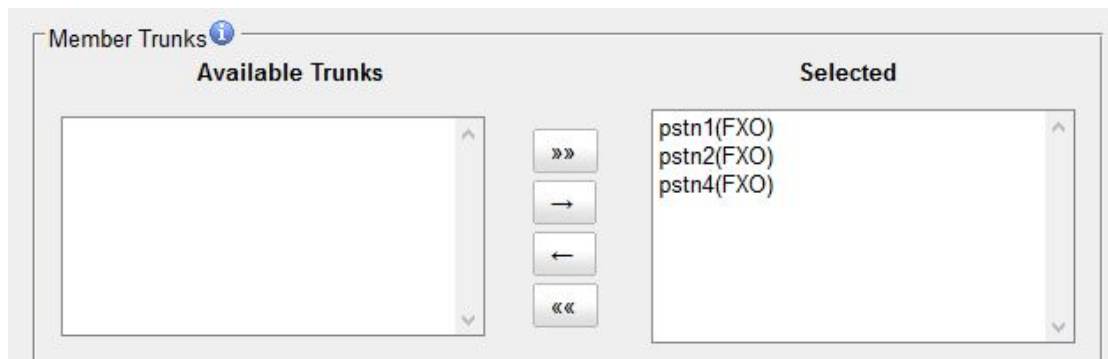 Member Trunks
Available Trunks
Selected
pstn1(FXO)
pstn2(FXO)
pstn4(FXO)
»»
→
←
««